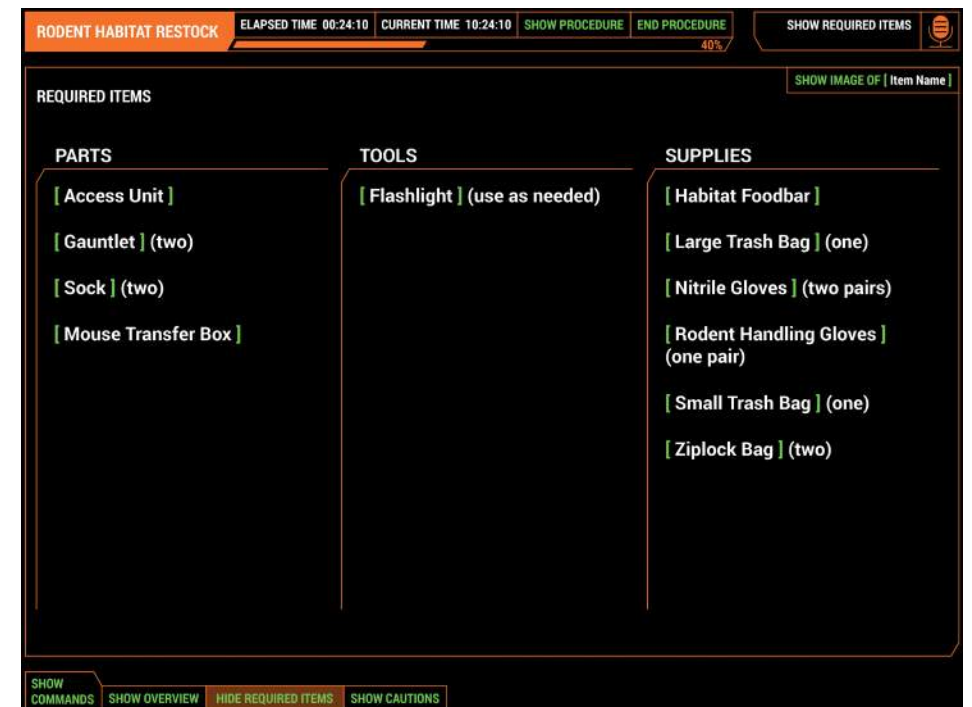 RODENT HABITAT RESTOCK
ELAPSED TIME 00:24:10
CURRENT TIME 10:24:10
SHOW PROCEDURE
END PROCEDURE
40%
SHOW REQUIRED ITEMS
SHOW IMAGE OF [ Item Name ]
REQUIRED ITEMS
PARTS
[ Access Unit ]
[ Gauntlet ] (two)
[ Sock ] (two)
[ Mouse Transfer Box ]
TOOLS
[ Flashlight ] (use as needed)
SUPPLIES
[ Habitat Foodbar ]
[ Large Trash Bag ] (one)
[ Nitrile Gloves ] (two pairs)
[ Rodent Handling Gloves ]
(one pair)
[ Small Trash Bag ] (one)
[ Ziplock Bag ] (two)
SHOW
COMMANDS
SHOW OVERVIEW
HIDE REQUIRED ITEMS
SHOW CAUTIONS